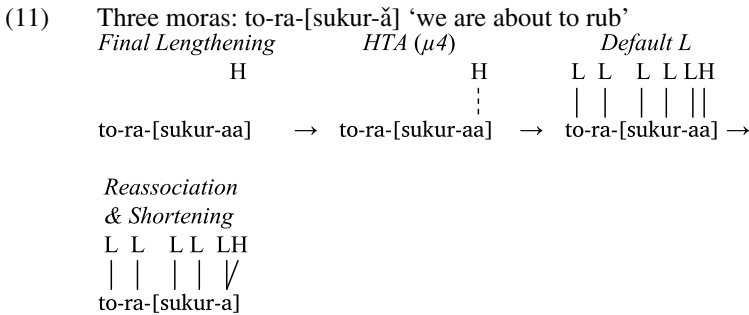 (11) Three moras: to-ra-[sukur-ǎ] ‘we are about to rub’
Final Lengthening HTA (µ4) Default L
H H L L L L LH
to-ra-[sukur-aa] → to-ra-[sukur-aa] → to-ra-[sukur-aa] →
Reassociation
& Shortening
L L L L LH
to-ra-[sukur-a]